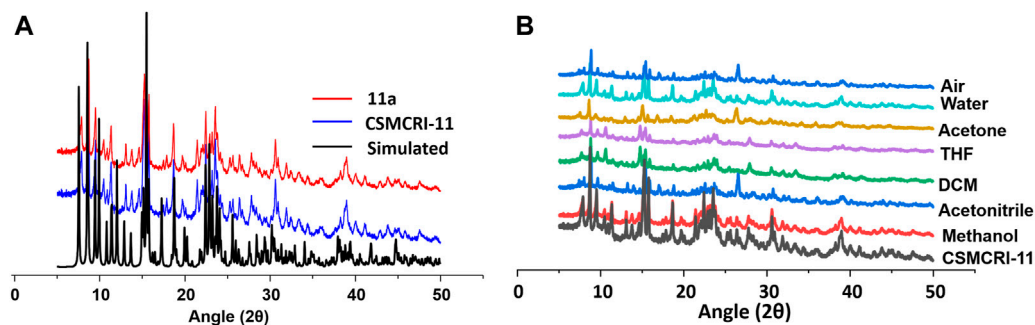 A
11a
CSMCRI-11
Simulated
0 10 20 30 40 50
Angle (2θ)
B
Air
Water
Acetone
THF
DCM
Acetonitrile
Methanol
CSMCRI-11
0 10 20 30 40 50
Angle (2θ)